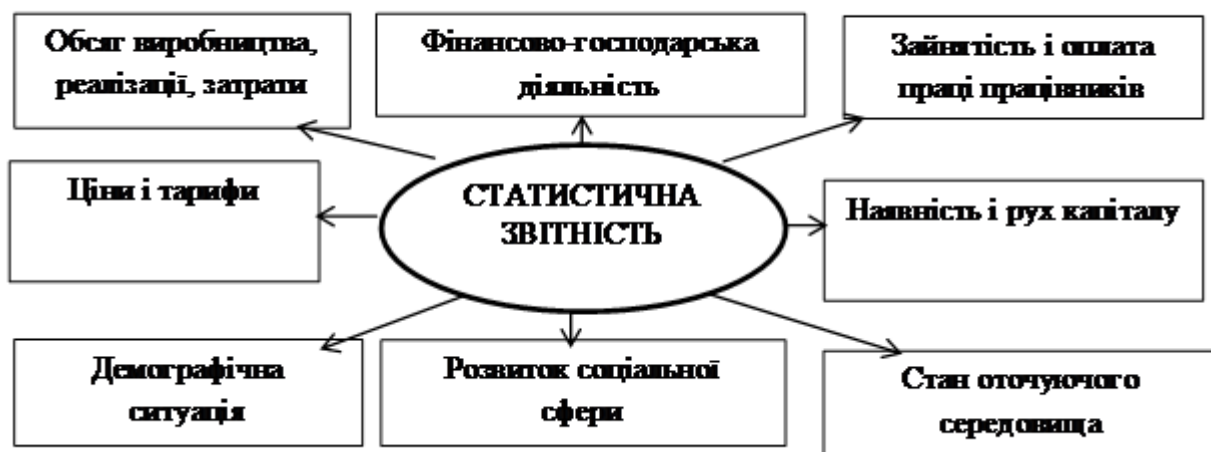 Обсяг виробництва,
реалізації, затрати
Фінансово-господарська
діяльність
Зайнятість і оплата
праці працівників
Ціни і тарифи
СТАТИСТИЧНА
ЗВІТНІСТЬ
Наявність і рух капіталу
Демографічна
ситуація
Розвиток соціальної
сфери
Стан оточуючого
середовища